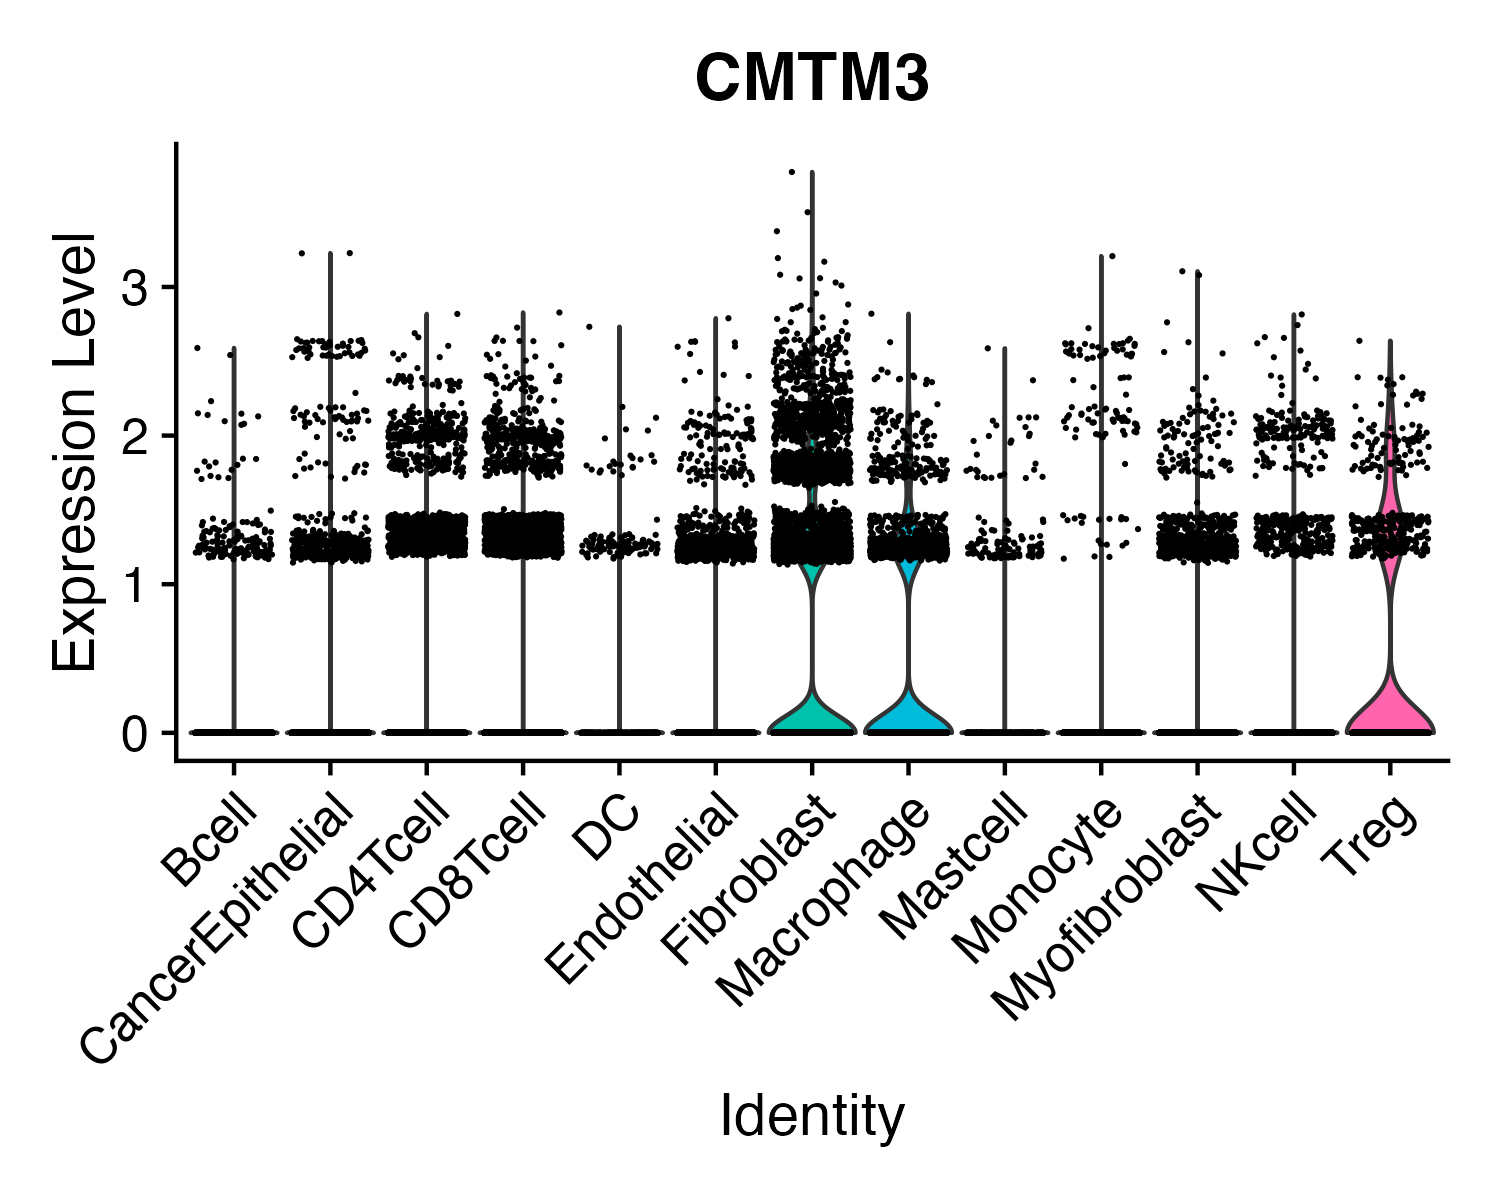 CMTM3
Expression Level
3
2
1
0
Bcell
CancerEpithelial
CD4Tcell
CD8Tcell
DC
Endothelial
Fibroblast
Macrophage
Mastcell
Monocyte
Myofibroblast
NKcell
Treg
Identity